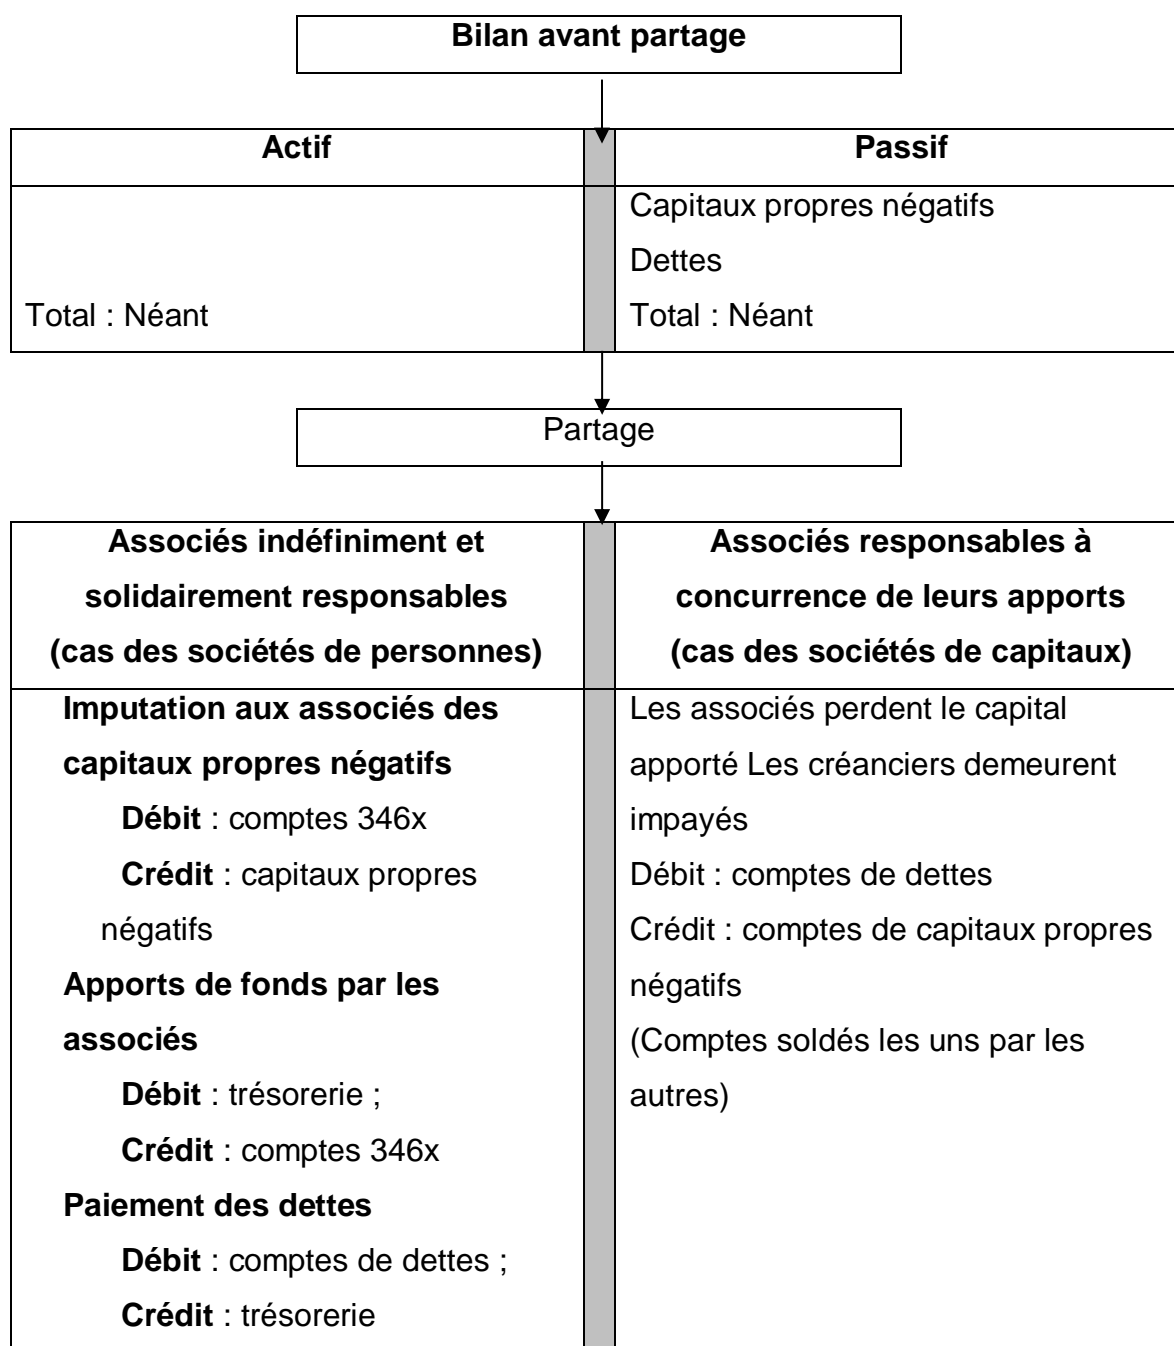 Bilan avant partage
Actif
Passif
Capitaux propres négatifs
Dettes
Total : Néant
Total : Néant
Partage
Associés indéfiniment et
solidairement responsables
(cas des sociétés de personnes)
Associés responsables à
concurrence de leurs apports
(cas des sociétés de capitaux)
Imputation aux associés des
capitaux propres négatifs
Débit : comptes 346x
Crédit : capitaux propres
négatifs
Apports de fonds par les
associés
Débit : trésorerie ;
Crédit : comptes 346x
Paiement des dettes
Débit : comptes de dettes ;
Crédit : trésorerie
Les associés perdent le capital
apporté Les créanciers demeurent
impayés
Débit : comptes de dettes
Crédit : comptes de capitaux propres
négatifs
(Comptes soldés les uns par les
autres)